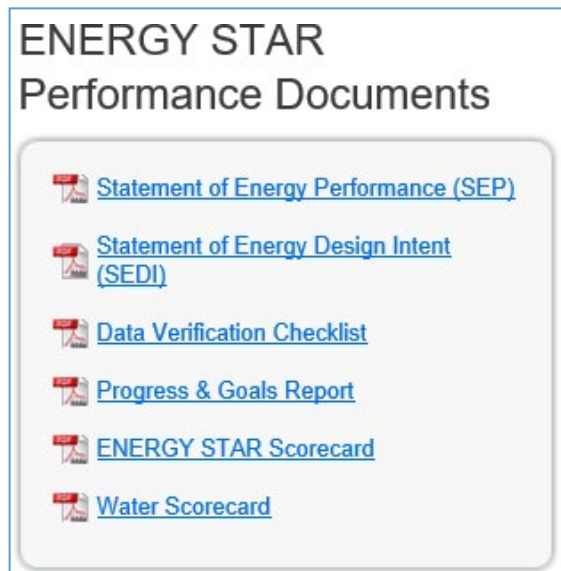 ENERGY STAR
Performance Documents
Statement of Energy Performance (SEP)
Statement of Energy Design Intent
(SEDI)
Data Verification Checklist
Progress & Goals Report
ENERGY STAR Scorecard
Water Scorecard